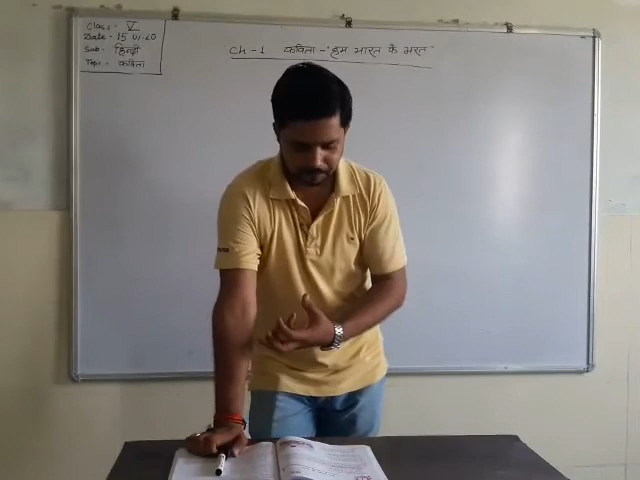 Class:- V
Date - 15.VI.20
Sub- हिन्दी
Topic - कविता
Ch-1 कविता - "हम भारत के भरत"